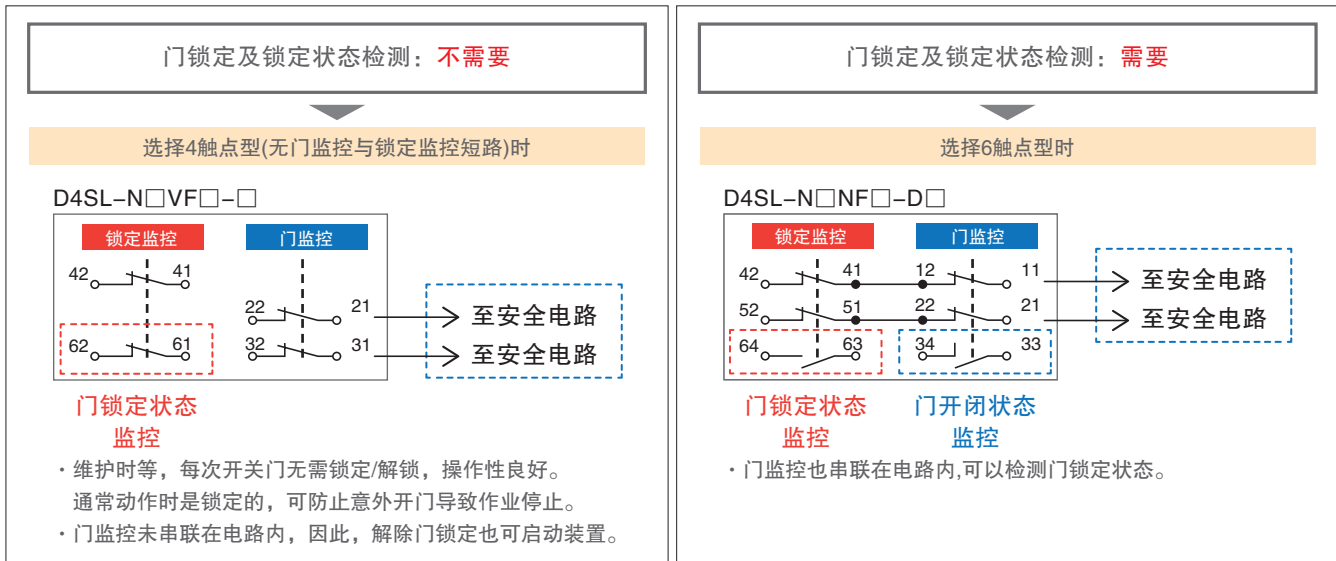 门锁定及锁定状态检测：不需要
选择4触点型(无门监控与锁定监控短路)时
D4SL-N□VF□-□
锁定监控 门监控
42 41
22 21 至安全电路
62 61 32 31 至安全电路
门锁定状态
监控
·维护时等，每次开关门无需锁定/解锁，操作性良好。
通常动作时是锁定的，可防止意外开门导致作业停止。
·门监控未串联在电路内，因此，解除门锁定也可启动装置。
门锁定及锁定状态检测：需要
选择6触点型时
D4SL-N□NF□-D□
锁定监控 门监控
42 41 12 11 至安全电路
52 51 22 21 至安全电路
64 63 34 33
门锁定状态 门开闭状态
监控 监控
·门监控也串联在电路内,可以检测门锁定状态。